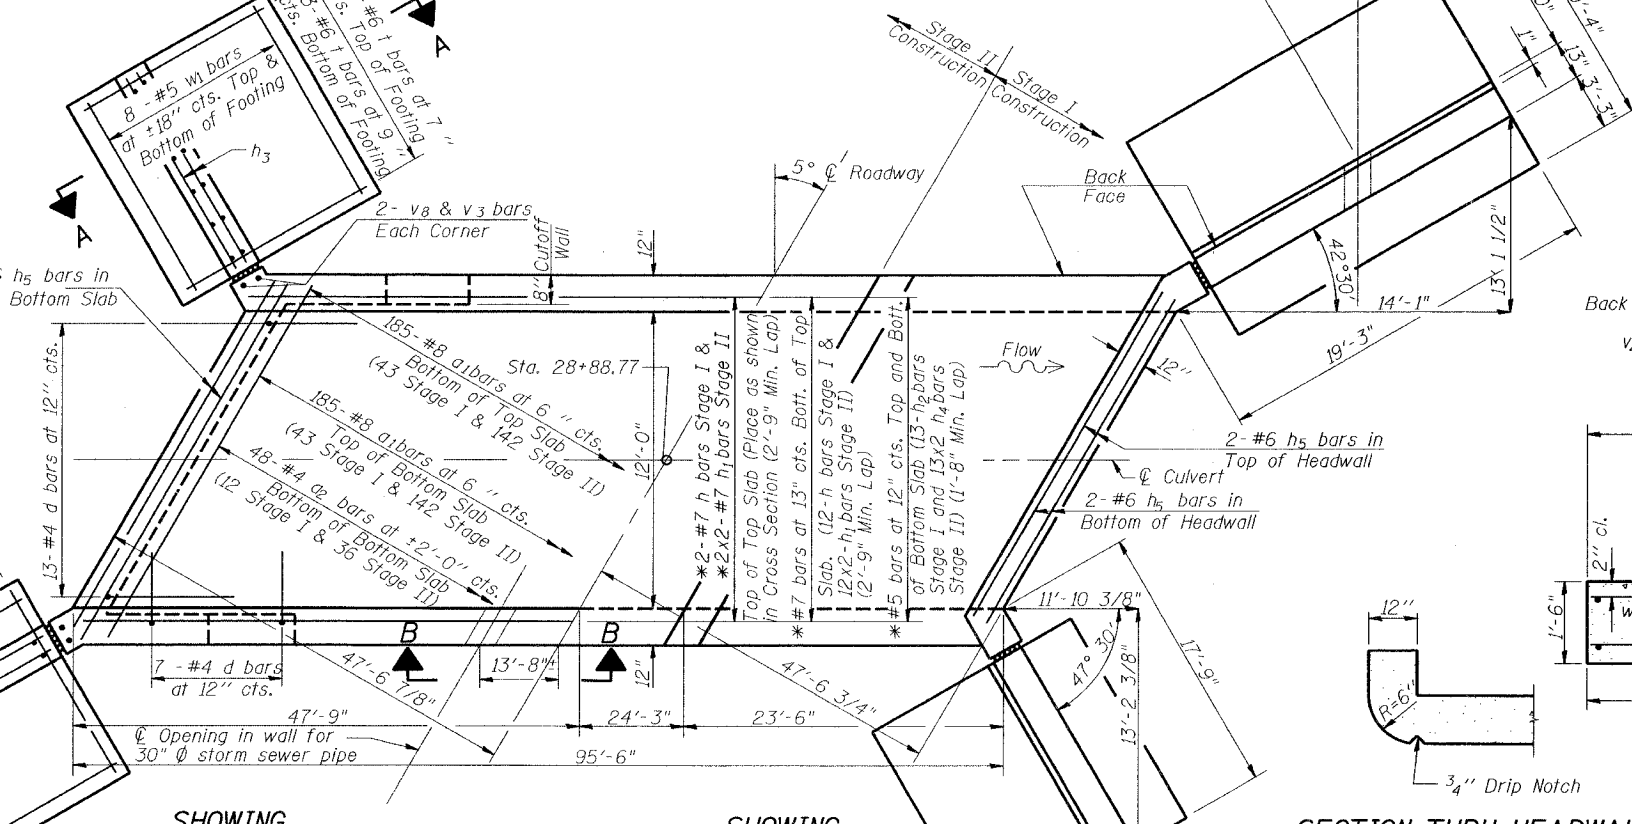 #6 t bars at 7"
cts. Top of Footing
#6 t bars at 9"
cts. Bottom of Footing
A
8 - #5 w1 bars
at ±18" cts. Top &
Bottom of Footing
h3
A
2- v8 & v3 bars
Each Corner
h5 bars in
Bottom Slab
8" Cutoff
Wall
12"
5°
℄ Roadway
Stage II
Construction
Stage I
Construction
Back
Face
1"
13"
3'-3"
42°30'
13' 1 1/2"
14'-1"
19'-3"
Back
13- #4 d bars at 12" cts.
185-#8 a1bars at 6 " cts.
Bottom of Top Slab
(43 Stage I & 142 Stage II)
185-#8 a1bars at 6 " cts.
Top of Bottom Slab
(43 Stage I & 142 Stage II)
48-#4 a2 bars at ±2'-0" cts.
Bottom of Bottom Slab
(12 Stage I & 36 Stage II)
Sta. 28+88.77
12'-0"
*2-#7 h bars Stage I &
*2x2-#7 h1 bars Stage II
Top of Top Slab (Place as shown
in Cross Section (2'-9" Min. Lap)
*#7 bars at 13" cts. Bott. of Top
Slab. (12-h bars Stage I &
12x2-h1 bars Stage II)
(2'-9" Min. Lap)
*#5 bars at 12" cts. Top and Bott.
of Bottom Slab (13-h2bars
Stage I and 13x2 h4 bars
Stage II) (1'-8" Min. Lap)
Flow
12"
2-#6 h5 bars in
Top of Headwall
℄ Culvert
2-#6 h5 bars in
Bottom of Headwall
B
B
7 -#4 d bars
at 12" cts.
47'-6 7/8"
13'-8"±
12"
47'-6 3/4"
11'-10 3/8"
47° 30'
13'-2 3/8"
17'-9"
47'-9"
24'-3"
23'-6"
℄ Opening in wall for
30" Ø storm sewer pipe
95'-6"
2" cl.
1'-6"
12"
R=6"
3/4" Drip Notch
SHOWING
SHOWING
SECTION THRU HEADWAL